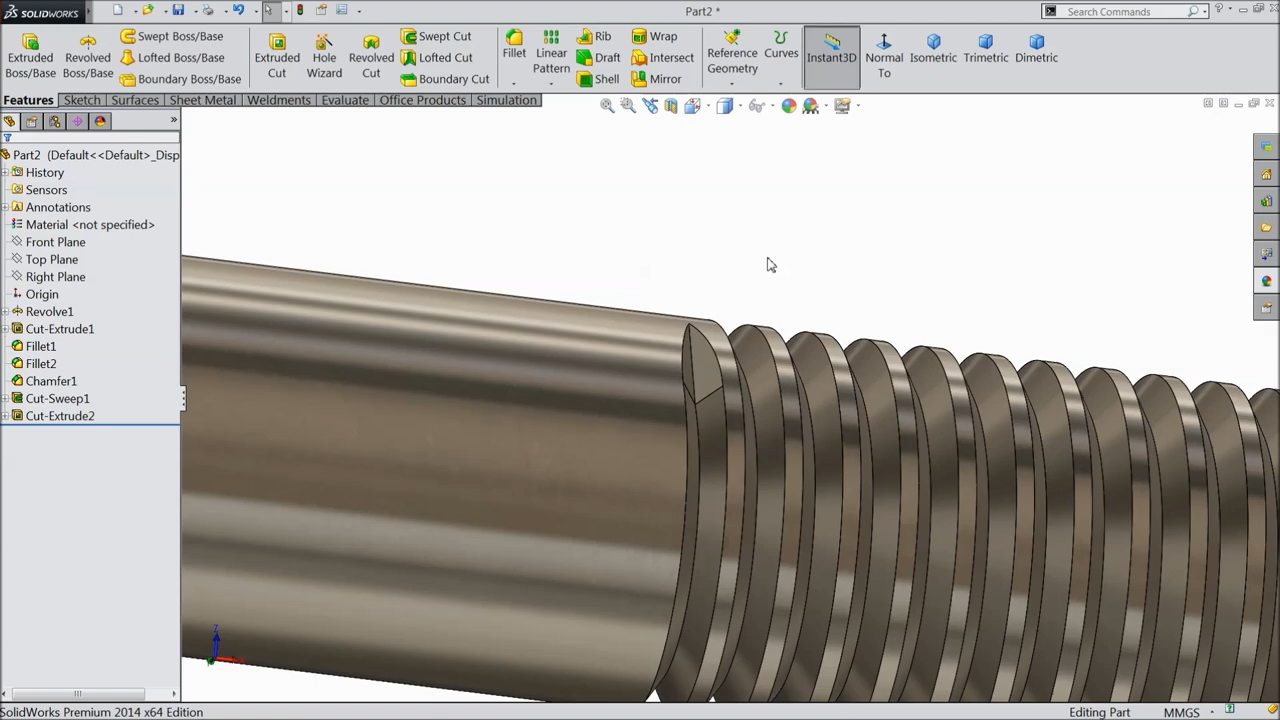 SOLIDWORKS
Part2 *
Search Commands
Extruded Boss/Base
Revolved Boss/Base
Swept Boss/Base
Lofted Boss/Base
Boundary Boss/Base
Extruded Cut
Hole Wizard
Revolved Cut
Swept Cut
Lofted Cut
Boundary Cut
Fillet
Linear Pattern
Rib
Draft
Shell
Wrap
Intersect
Mirror
Reference Geometry
Curves
Instant3D
Normal To
Isometric
Trimetric
Dimetric
Features Sketch Surfaces Sheet Metal Weldments Evaluate Office Products Simulation
Part2 (Default<<Default>_Disp
History
Sensors
Annotations
Material <not specified>
Front Plane
Top Plane
Right Plane
Origin
Revolve1
Cut-Extrude1
Fillet1
Fillet2
Chamfer1
Cut-Sweep1
Cut-Extrude2
Z
SolidWorks Premium 2014 x64 Edition
Editing Part
MMGS